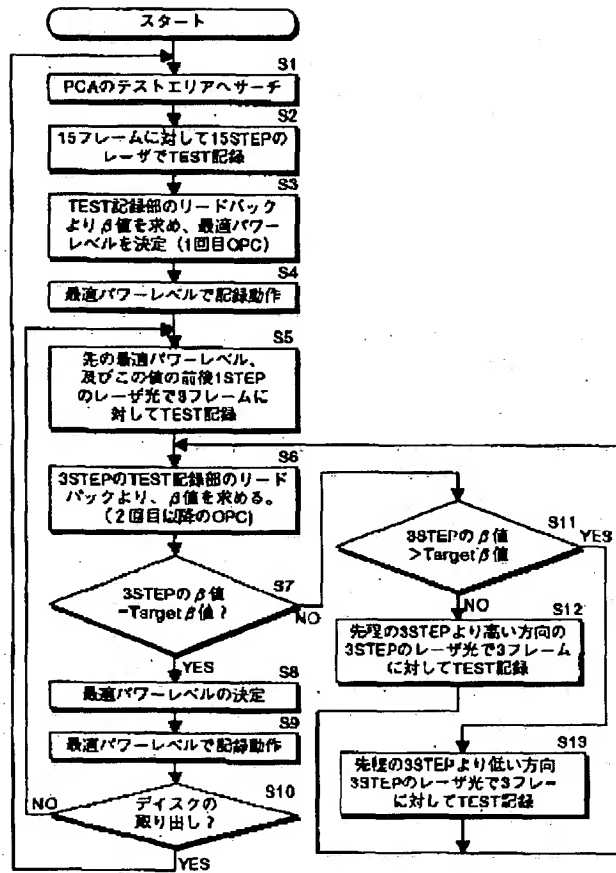 スタート
S1
PCAのテストエリアへサーチ
S2
15フレームに対して15STEPの
レーザでTEST記録
S3
TEST記録部のリードバック
よりβ値を求め、最適パワー
レベルを決定（1回目OPC）
S4
最適パワーレベルで記録動作
S5
先の最適パワーレベル、
及びこの値の前後1STEP
のレーザ光で3フレームに
対してTEST記録
S6
3STEPのTEST記録部のリード
バックより、β値を求める。
（2回目以降のOPC）
S7
3STEPのβ値
=Targetβ値？
NO
YES
S8
最適パワーレベルの決定
S9
最適パワーレベルで記録動作
S10
ディスクの
取り出し？
NO
YES
S11
3STEPのβ値
>Targetβ値
YES
NO
S12
先程の3STEPより高い方向の
3STEPのレーザ光で3フレーム
に対してTEST記録
S13
先程の3STEPより低い方向
3STEPのレーザ光で3フレー
に対してTEST記録